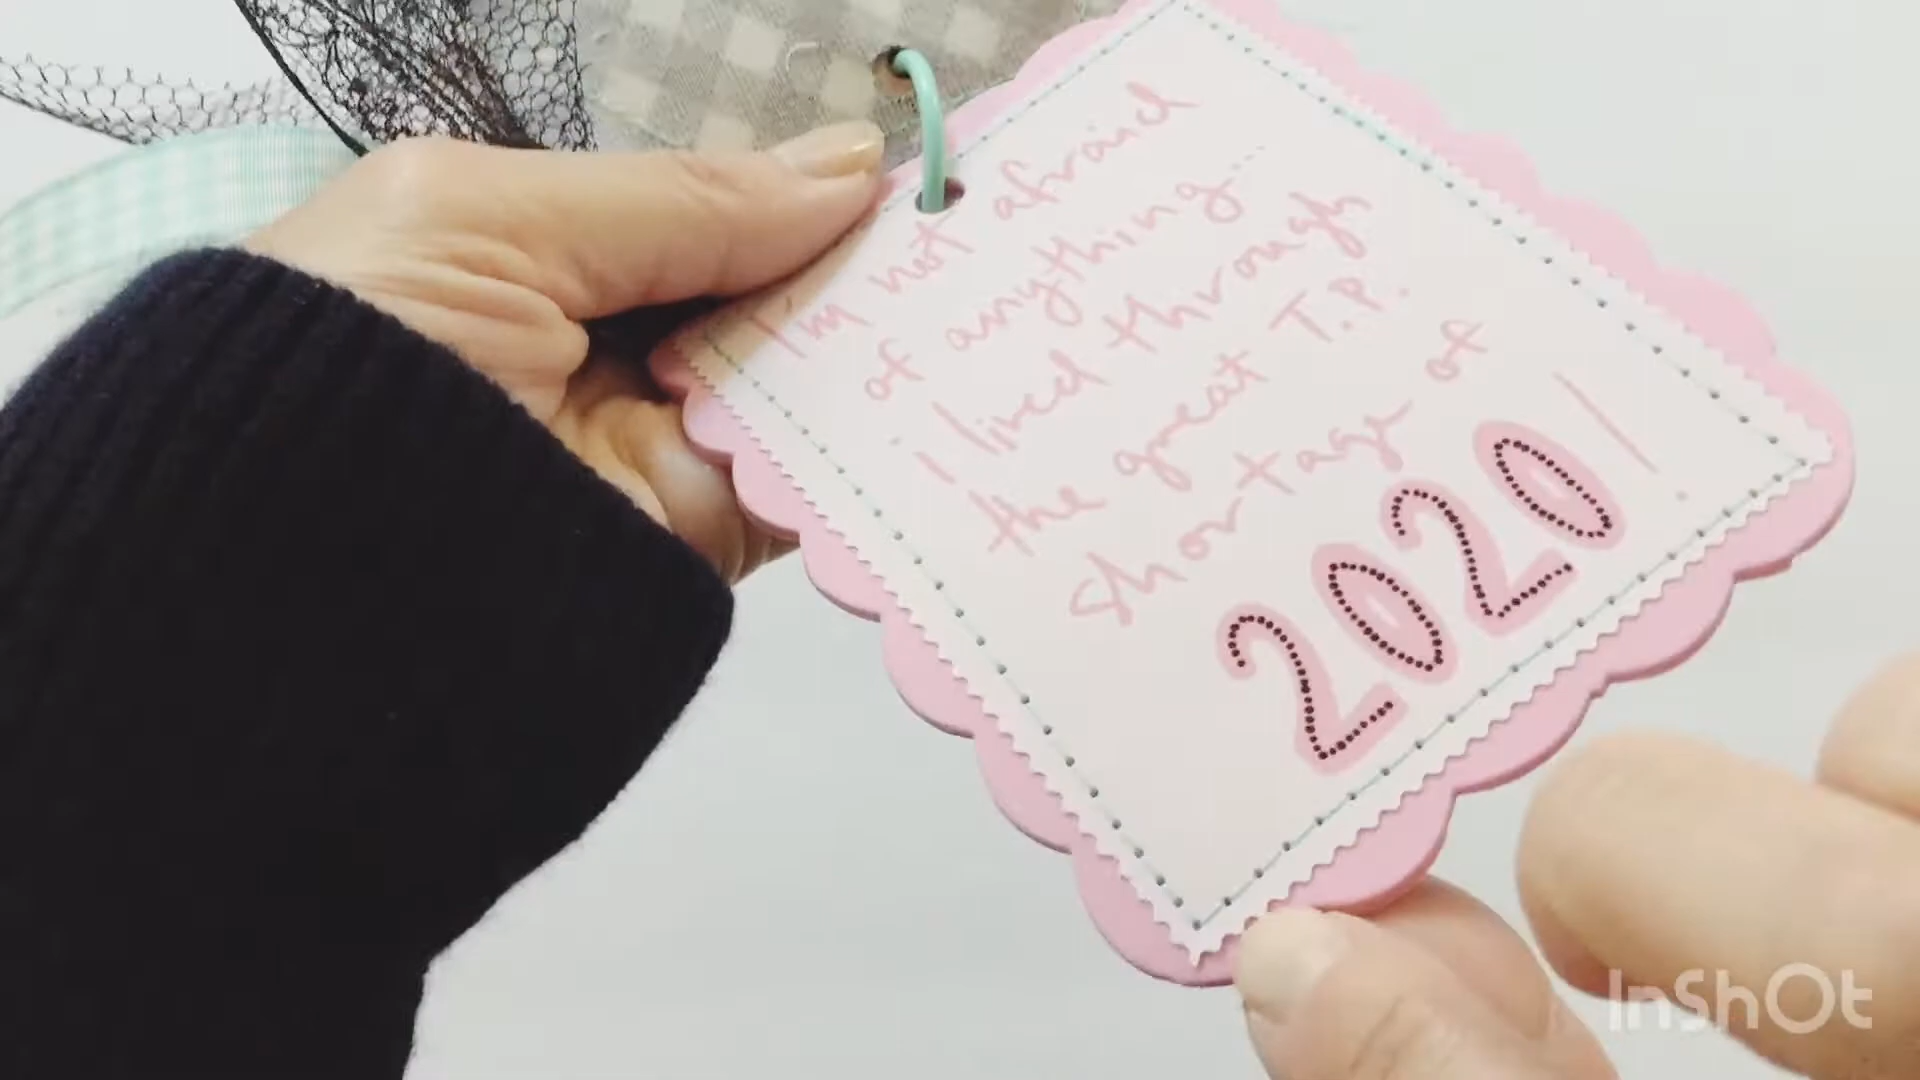 I'm not afraid
of anything...
I lived through
the great T.P.
shortage of
2020!
InShOt